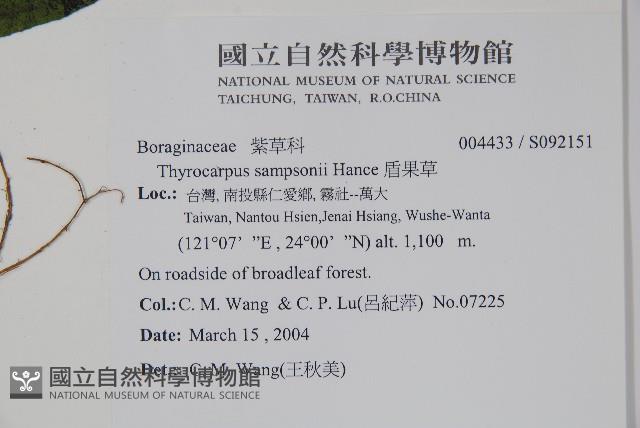 國立自然科學博物館
NATIONAL MUSEUM OF NATURAL SCIENCE
TAICHUNG, TAIWAN, R.O.CHINA
Boraginaceae 紫草科 004433 / S092151
Thyrocarpus sampsonii Hance 盾果草
Loc.: 台灣, 南投縣仁愛鄉, 霧社--萬大
Taiwan, Nantou Hsien,Jenai Hsiang, Wushe-Wanta
(121°07’ ”E , 24°00’ ”N) alt. 1,100 m.
On roadside of broadleaf forest.
Col.:C. M. Wang & C. P. Lu(呂紀萍) No.07225
Date: March 15 , 2004
Det.: C. M. Wang(王秋美)
國立自然科學博物館
NATIONAL MUSEUM OF NATURAL SCIENCE